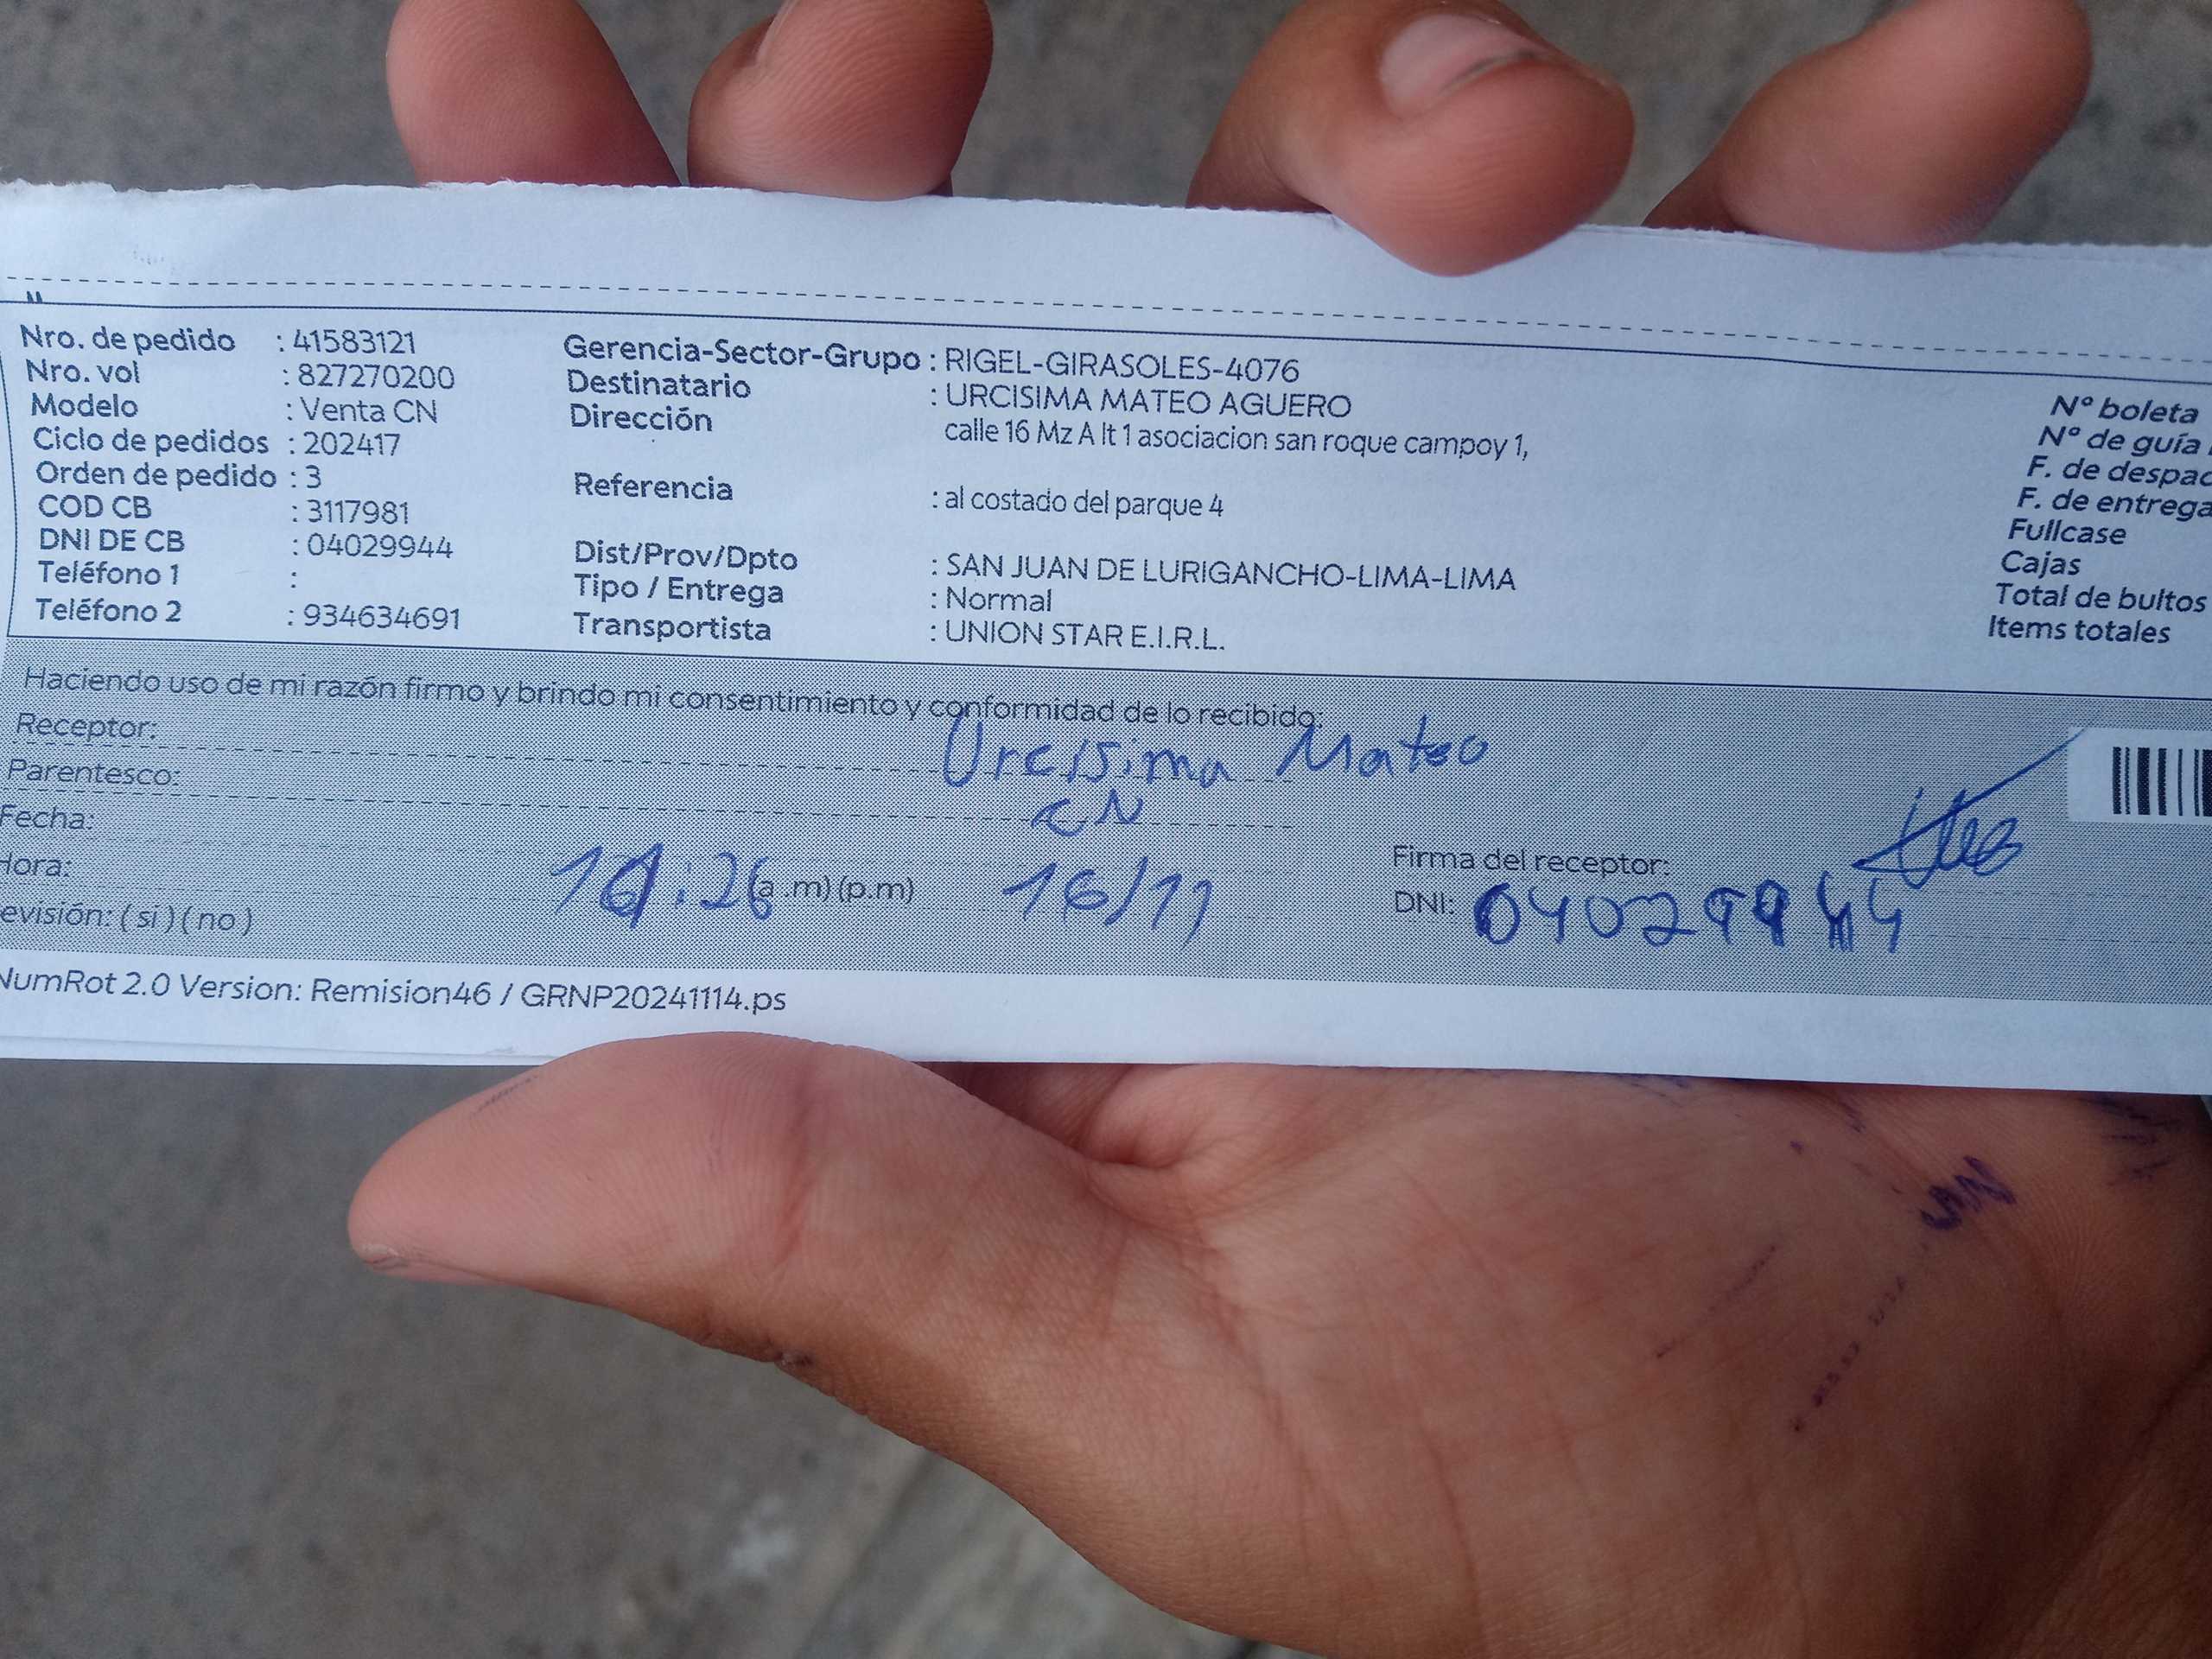 Nro. de pedido : 41583121
Nro. vol : 827270200
Modelo : Venta CN
Ciclo de pedidos : 202417
Orden de pedido : 3
COD CB : 3117981
DNI DE CB : 04029944
Teléfono 1 :
Teléfono 2 : 934634691
Gerencia-Sector-Grupo : RIGEL-GIRASOLES-4076
Destinatario : URCISIMA MATEO AGUERO
Dirección calle 16 Mz A lt 1 asociacion san roque campoy 1,
Referencia : al costado del parque 4
Dist/Prov/Dpto : SAN JUAN DE LURIGANCHO-LIMA-LIMA
Tipo / Entrega : Normal
Transportista : UNION STAR E.I.R.L.
N° boleta
N° de guía
F. de despac
F. de entrega
Fullcase
Cajas
Total de bultos
Items totales
Haciendo uso de mi razón firmo y brindo mi consentimiento y conformidad de lo recibido:
Receptor: Urcisima Mateo
Parentesco: CN
Fecha: 16/11
Hora: :26 (a.m) (p.m)
evisión: ( si ) ( no )
Firma del receptor:
DNI: 04029944
NumRot 2.0 Version: Remision46 / GRNP20241114.ps